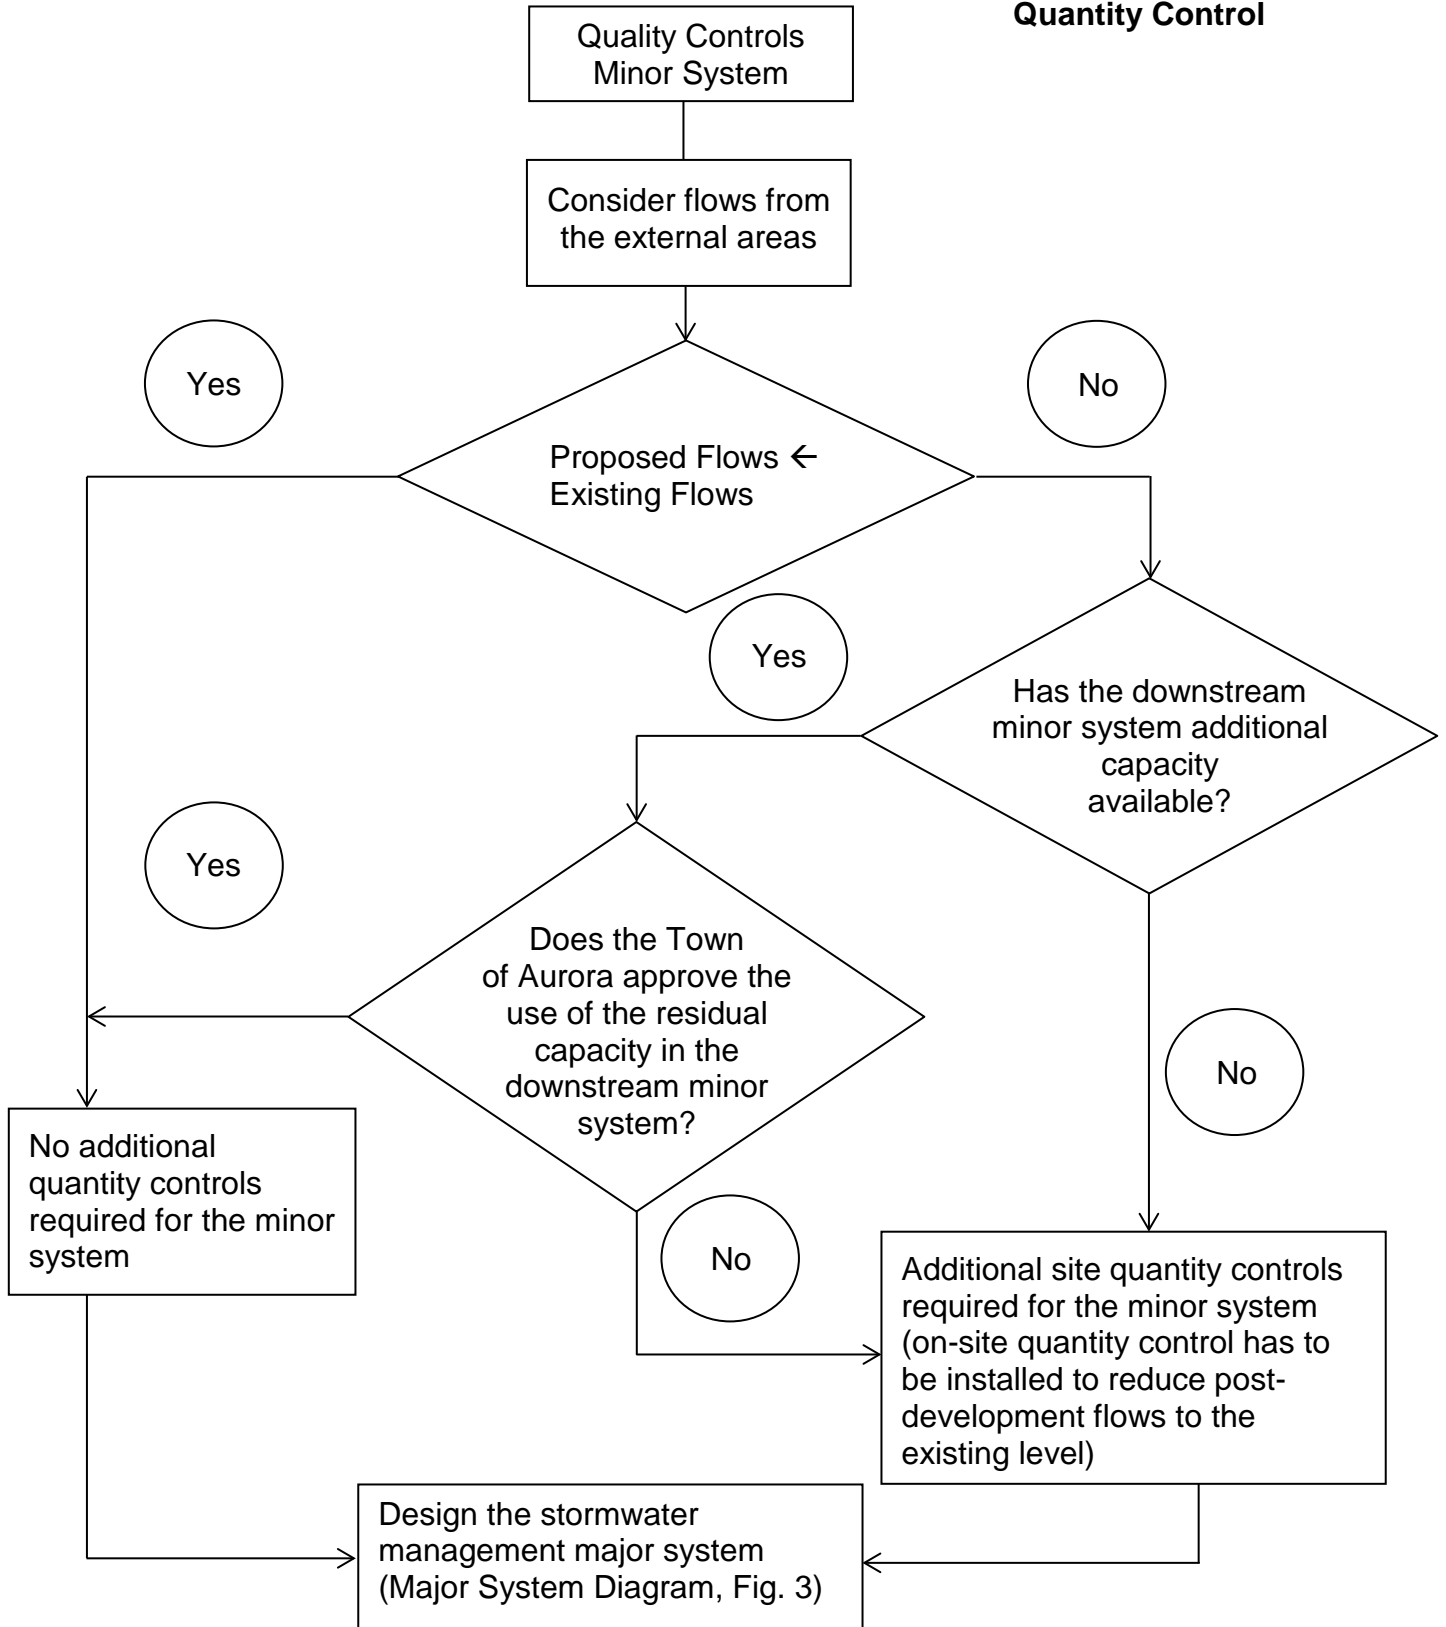 Quantity Control
Quality Controls
Minor System
Consider flows from
the external areas
Yes
No
Proposed Flows ←
Existing Flows
Yes
Has the downstream
minor system additional
capacity
available?
Yes
Does the Town
of Aurora approve the
use of the residual
capacity in the
downstream minor
system?
No
No additional
quantity controls
required for the minor
system
No
Additional site quantity controls
required for the minor system
(on-site quantity control has to
be installed to reduce post-
development flows to the
existing level)
Design the stormwater
management major system
(Major System Diagram, Fig. 3)